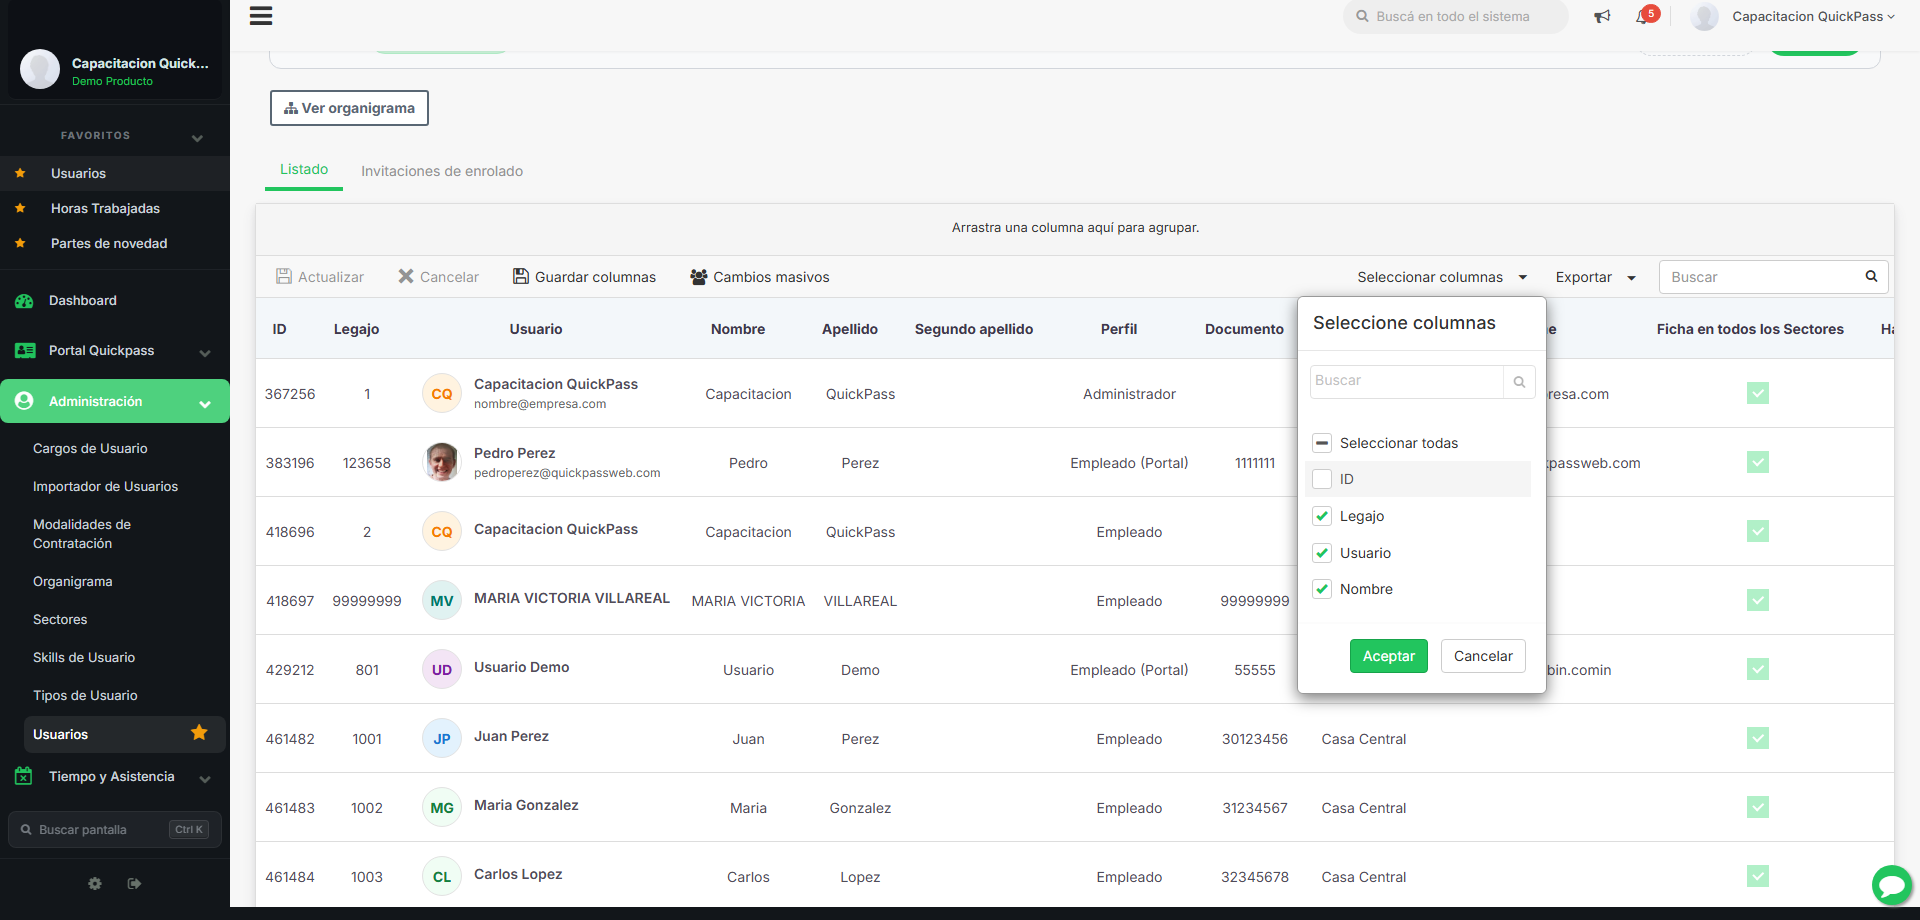 Capacitacion Quick...
Demo Producto
FAVORITOS
Usuarios
Horas Trabajadas
Partes de novedad
Dashboard
Portal Quickpass
Administración
Cargos de Usuario
Importador de Usuarios
Modalidades de
Contratación
Organigrama
Sectores
Skills de Usuario
Tipos de Usuario
Usuarios
Tiempo y Asistencia
Buscar pantalla Ctrl K
Buscá en todo el sistema 5 Capacitacion QuickPass
Ver organigrama
Listado Invitaciones de enrolado
Arrastra una columna aquí para agrupar.
Actualizar Cancelar Guardar columnas Cambios masivos Seleccionar columnas Exportar Buscar
ID Legajo Usuario Nombre Apellido Segundo apellido Perfil Documento e Ficha en todos los Sectores Ha
367256 1 CQ Capacitacion QuickPass Capacitacion QuickPass Administrador resa.com
nombre@empresa.com
383196 123658 Pedro Perez Pedro Perez Empleado (Portal) 1111111 kpassweb.com
pedroperez@quickpassweb.com
418696 2 CQ Capacitacion QuickPass Capacitacion QuickPass Empleado
418697 99999999 MV MARIA VICTORIA VILLAREAL MARIA VICTORIA VILLAREAL Empleado 99999999
429212 801 UD Usuario Demo Usuario Demo Empleado (Portal) 55555 bin.comin
461482 1001 JP Juan Perez Juan Perez Empleado 30123456 Casa Central
461483 1002 MG Maria Gonzalez Maria Gonzalez Empleado 31234567 Casa Central
461484 1003 CL Carlos Lopez Carlos Lopez Empleado 32345678 Casa Central
Seleccione columnas
Buscar
Seleccionar todas
ID
Legajo
Usuario
Nombre
Aceptar Cancelar